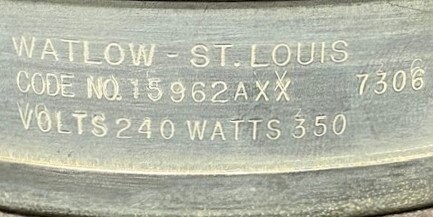 WATLOW - ST. LOUIS
CODE NO. 15962AXX 7306
VOLTS 240 WATTS 350